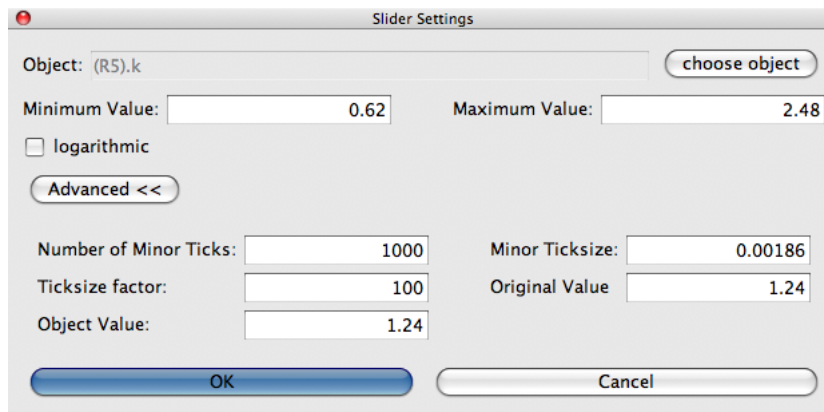 Slider Settings
Object: (R5).k choose object
Minimum Value: 0.62 Maximum Value: 2.48
logarithmic
Advanced <<
Number of Minor Ticks: 1000 Minor Ticksize: 0.00186
Ticksize factor: 100 Original Value 1.24
Object Value: 1.24
OK Cancel